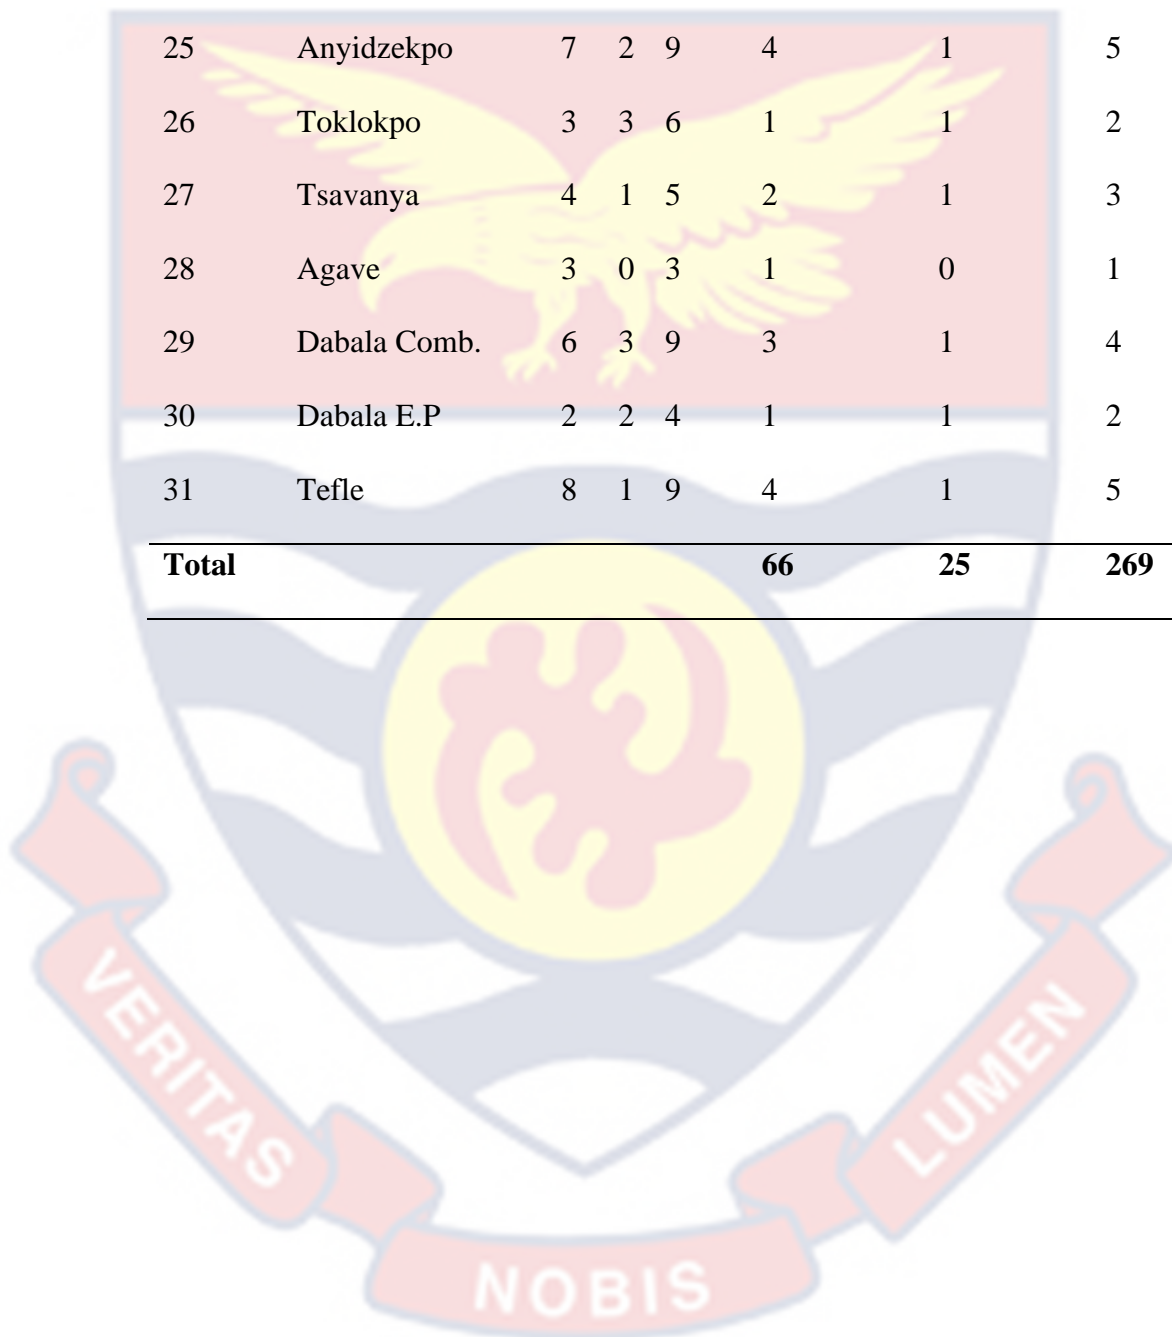 25 Anyidzekpo 7 2 9 4 1 5
26 Toklokpo 3 3 6 1 1 2
27 Tsavanya 4 1 5 2 1 3
28 Agave 3 0 3 1 0 1
29 Dabala Comb. 6 3 9 3 1 4
30 Dabala E.P 2 2 4 1 1 2
31 Tefle 8 1 9 4 1 5
Total 66 25 269
VERITAS
NOBIS
LUMEN